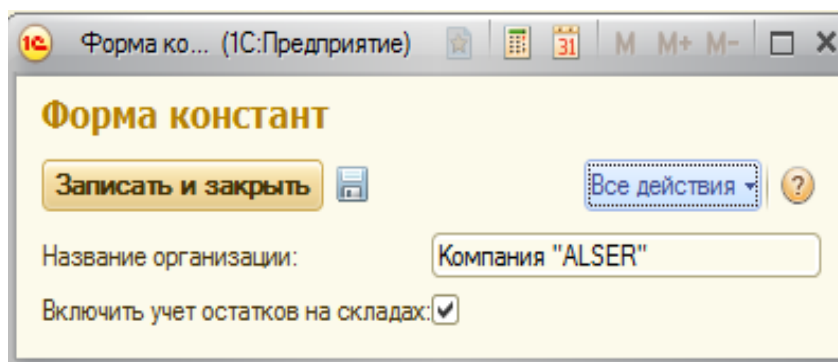 1С Форма ко... (1С:Предприятие) 31 M M+ M-
Форма констант
Записать и закрыть Все действия ?
Название организации: Компания "ALSER"
Включить учет остатков на складах: